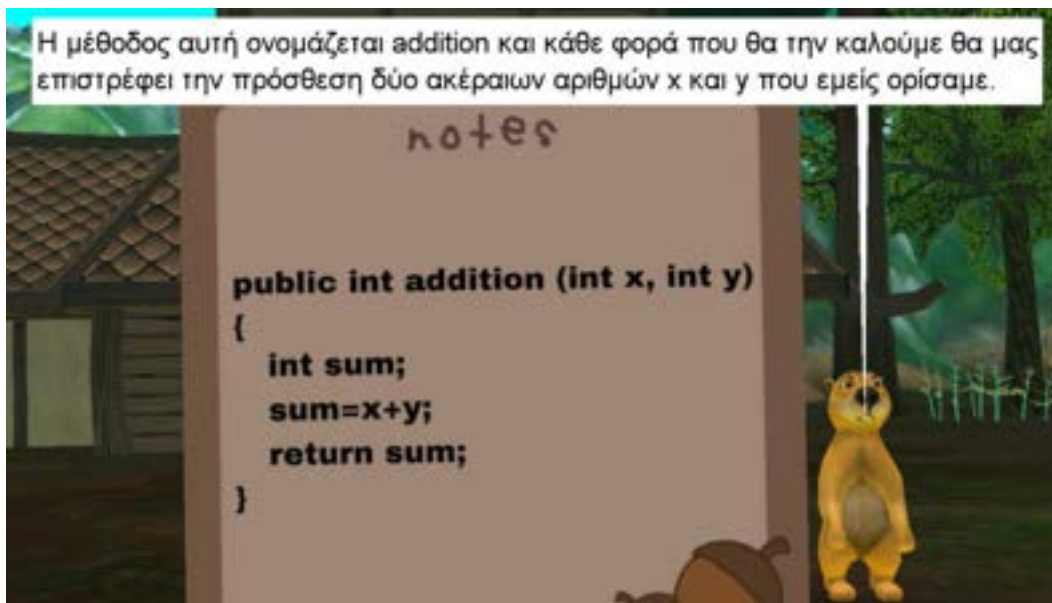 Η μέθοδος αυτή ονομάζεται addition και κάθε φορά που θα την καλούμε θα μας
επιστρέφει την πρόσθεση δύο ακέραιων αριθμών x και y που εμείς ορίσαμε.
notes
public int addition (int x, int y)
{
int sum;
sum=x+y;
return sum;
}